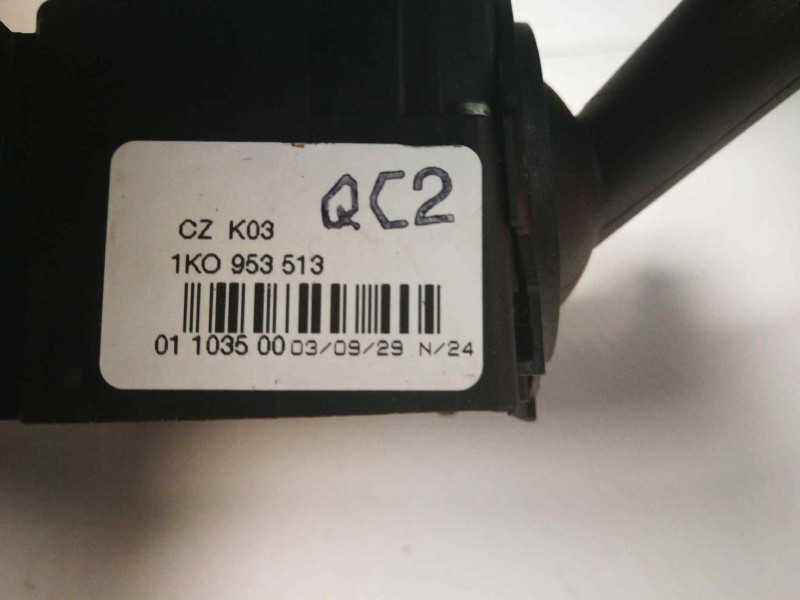 QC2
CZ K03
1KO 953 513
01 1035 00 03/09/29 N/24